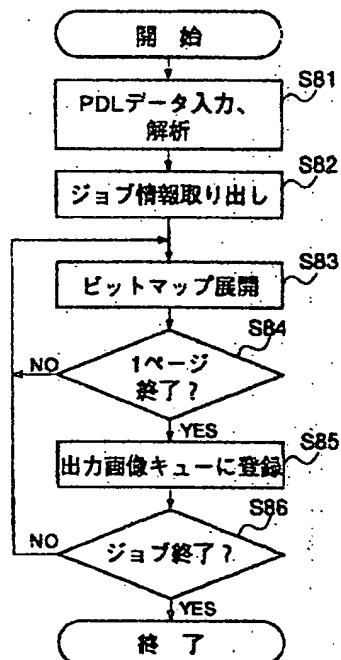 開 始
S81
PDLデータ入力、
解析
S82
ジョブ情報取り出し
S83
ビットマップ展開
S84
1ページ
終了?
NO
YES
S85
出力画像キューに登録
S86
ジョブ終了?
NO
YES
終 了